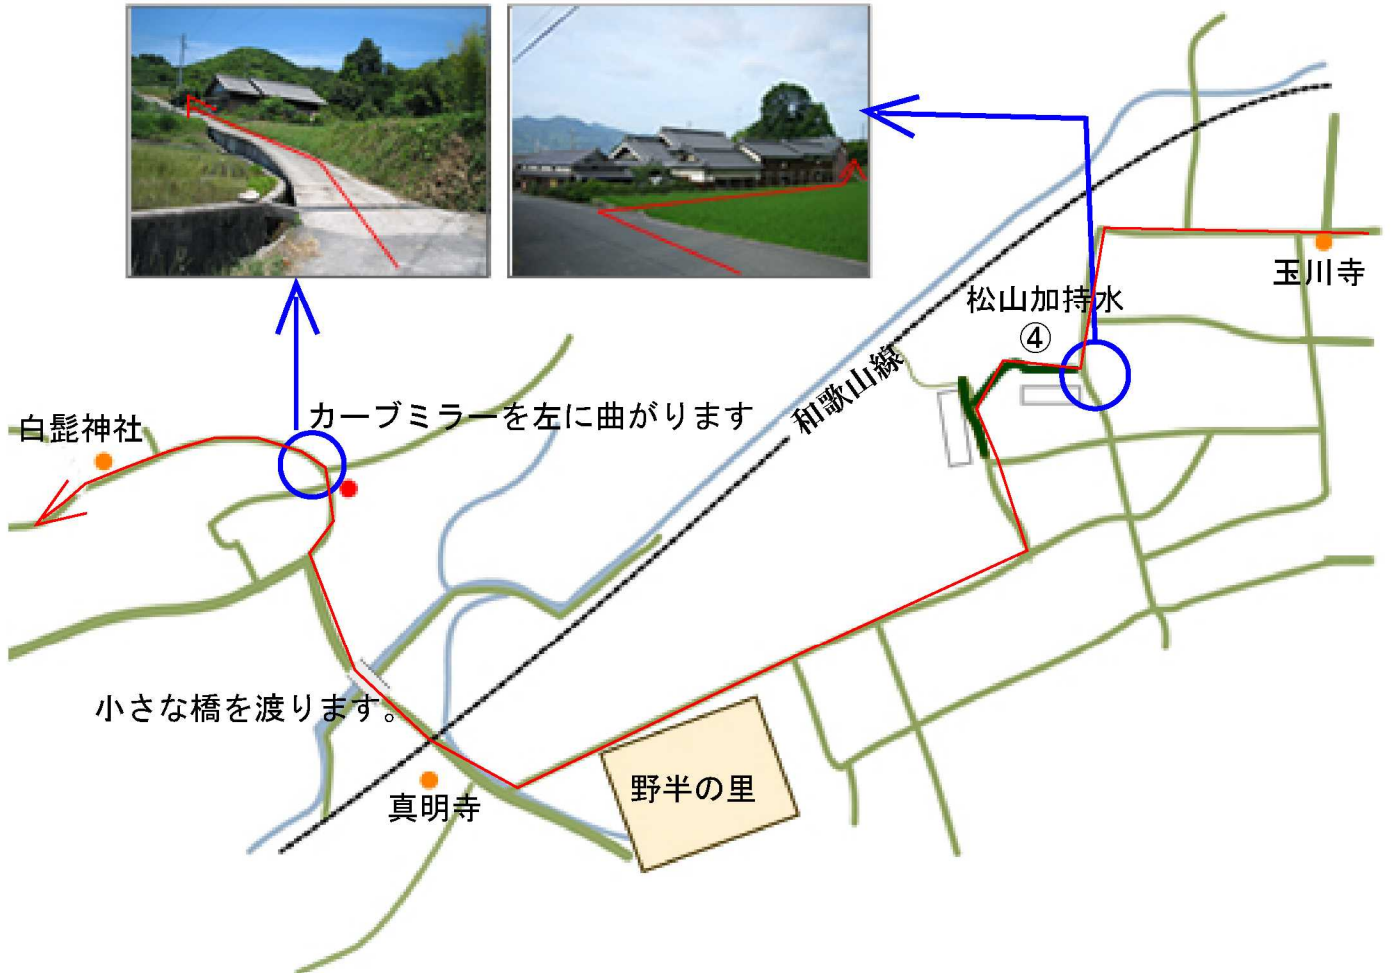 玉川寺
松山加持水
④
和歌山線
カーブミラーを左に曲がります
白髭神社
小さな橋を渡ります。
野半の里
真明寺